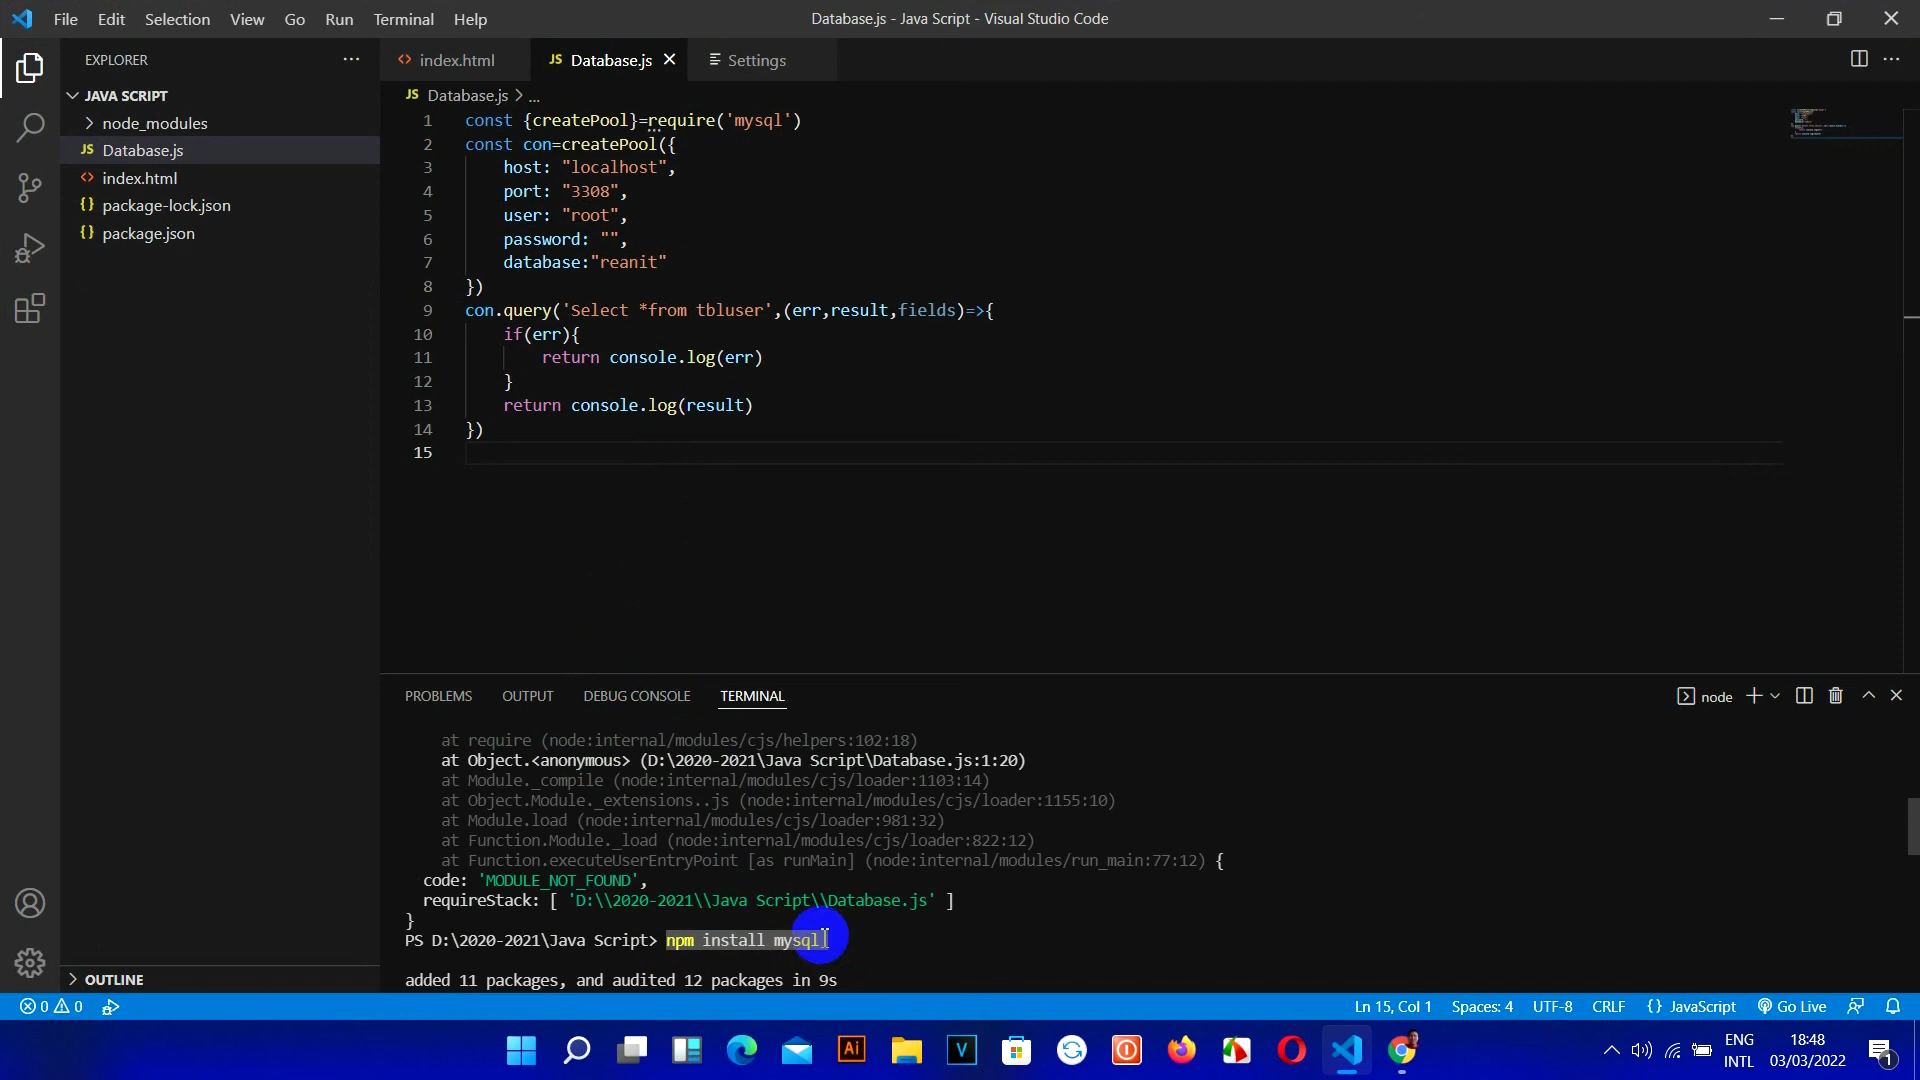 File Edit Selection View Go Run Terminal Help
Database.js - Java Script - Visual Studio Code
EXPLORER
index.html
JS Database.js
Settings
JS Database.js > ...
JAVA SCRIPT
node_modules
JS Database.js
index.html
{} package-lock.json
{} package.json
1 const {createPool}=require('mysql')
2 const con=createPool({
3 host: "localhost",
4 port: "3308",
5 user: "root",
6 password: "",
7 database:"reanit"
8 })
9 con.query('Select *from tbluser',(err,result,fields)=>{
10 if(err){
11 return console.log(err)
12 }
13 return console.log(result)
14 })
15
PROBLEMS OUTPUT DEBUG CONSOLE TERMINAL
node
at require (node:internal/modules/cjs/helpers:102:18)
at Object.<anonymous> (D:\2020-2021\Java Script\Database.js:1:20)
at Module._compile (node:internal/modules/cjs/loader:1103:14)
at Object.Module._extensions..js (node:internal/modules/cjs/loader:1155:10)
at Module.load (node:internal/modules/cjs/loader:981:32)
at Function.Module._load (node:internal/modules/cjs/loader:822:12)
at Function.executeUserEntryPoint [as runMain] (node:internal/modules/run_main:77:12) {
code: 'MODULE_NOT_FOUND',
requireStack: [ 'D:\\2020-2021\\Java Script\\Database.js' ]
}
PS D:\2020-2021\Java Script> npm install mysql
added 11 packages, and audited 12 packages in 9s
OUTLINE
0 0
Ln 15, Col 1 Spaces: 4 UTF-8 CRLF {} JavaScript Go Live
Ai
V
ENG
INTL
18:48
03/03/2022
1